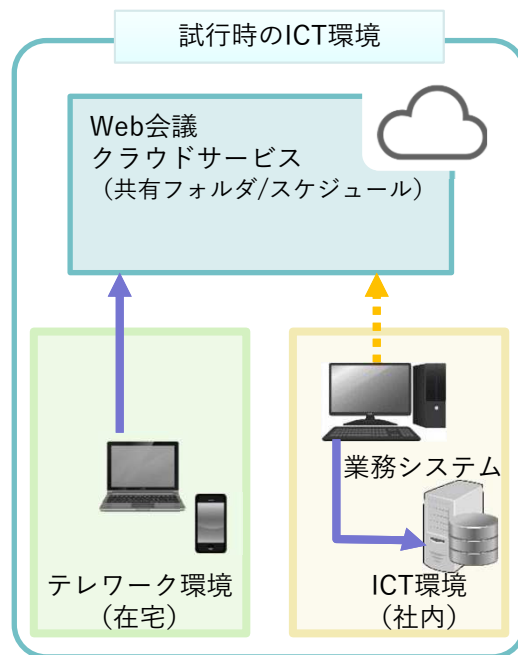 試行時のICT環境
Web会議
クラウドサービス
（共有フォルダ/スケジュール）
業務システム
テレワーク環境
（在宅）
ICT環境
（社内）